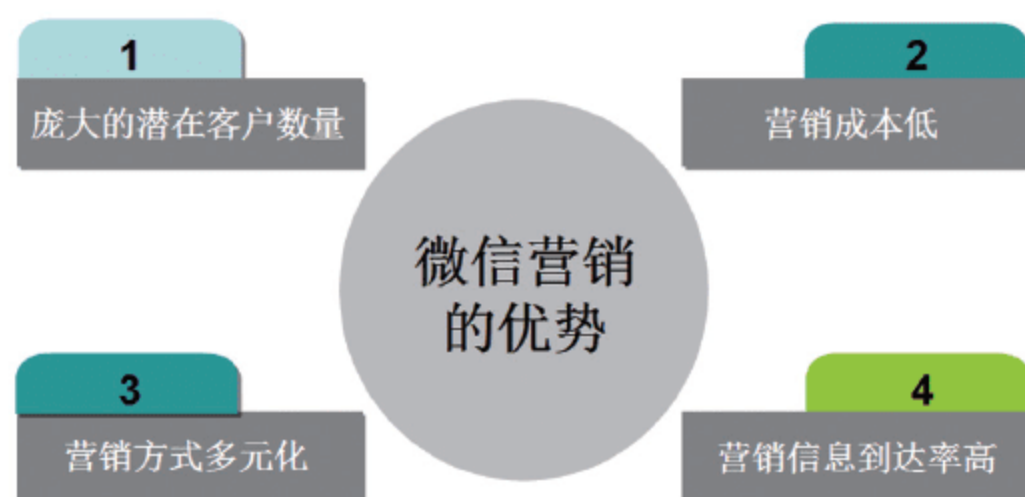 1
庞大的潜在客户数量
2
营销成本低
微信营销
的优势
3
营销方式多元化
4
营销信息到达率高